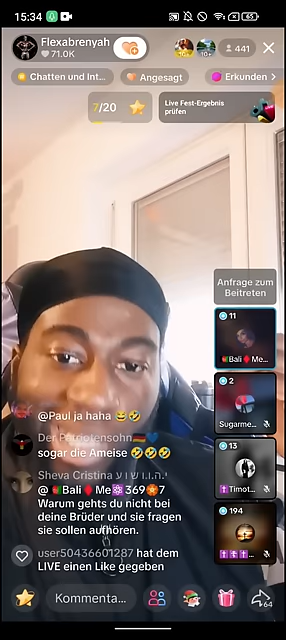 15:34
65
Flexabrenyah
71.0K
10+
441
Chatten und Int...
Angesagt
Erkunden
7/20
Live Fest-Ergebnis
prüfen
Anfrage zum
Beitreten
11
Bali Me...
2
Sugarme...
13
Timot...
194
@Paul ja haha 😂🤣
Der Patriotensohn🇩🇪💙
sogar die Ameise 🤣🤣🤣
Sheva Cristina י.ה.ו.ש.ו.ע
@🇵🇹Bali🌹Me⚛️369🏵️7
Warum gehts du nicht bei
deine Brüder und sie fragen
sie sollen aufhören.
user50436601287 hat dem
LIVE einen Like gegeben
Kommenta...
64